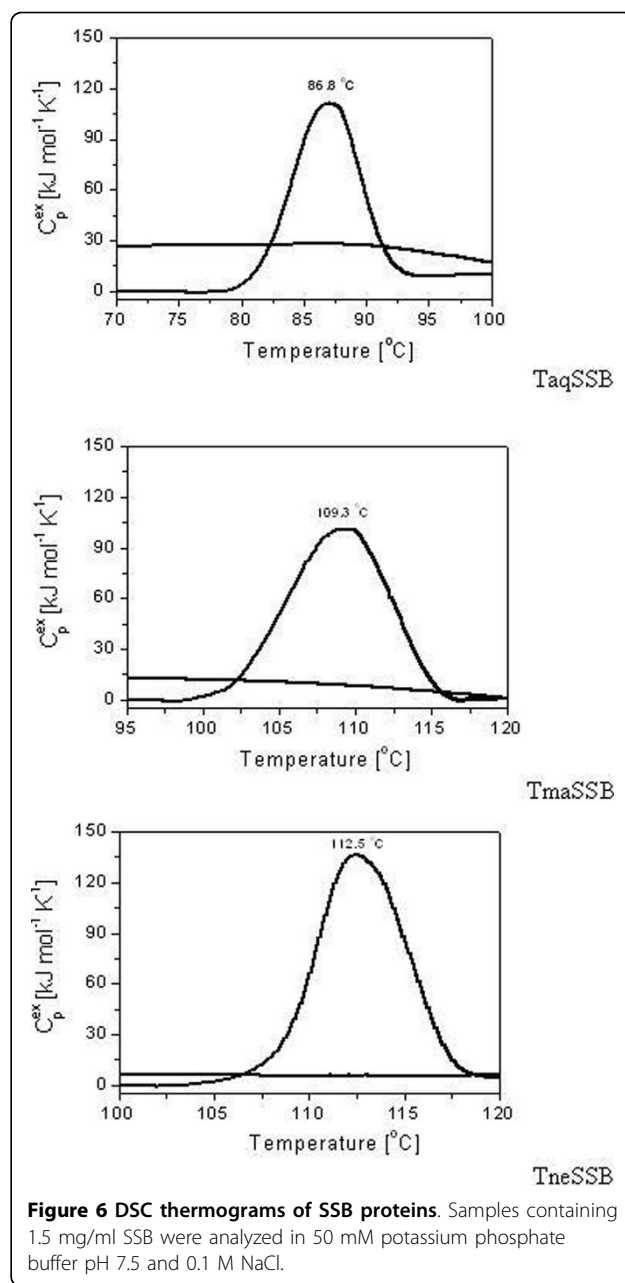 150
120
90
60
30
0
C_p^ex [kJ mol⁻¹ K⁻¹]
86.8 °C
70 75 80 85 90 95 100
Temperature [°C]
TaqSSB
150
120
90
60
30
0
C_p^ex [kJ mol⁻¹ K⁻¹]
109.3 °C
95 100 105 110 115 120
Temperature [°C]
TmaSSB
150
120
90
60
30
0
C_p^ex [kJ mol⁻¹ K⁻¹]
112.5 °C
100 105 110 115 120
Temperature [°C]
TneSSB
Figure 6 DSC thermograms of SSB proteins. Samples containing
1.5 mg/ml SSB were analyzed in 50 mM potassium phosphate
buffer pH 7.5 and 0.1 M NaCl.